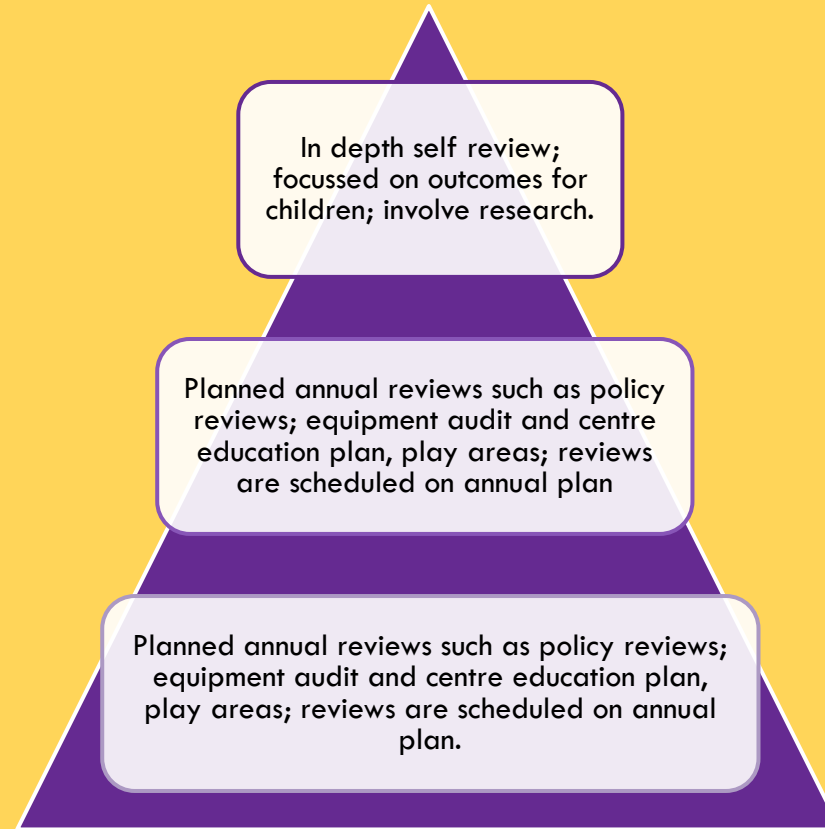 In depth self review;
focussed on outcomes for
children; involve research.
Planned annual reviews such as policy
reviews; equipment audit and centre
education plan, play areas; reviews
are scheduled on annual plan
Planned annual reviews such as policy reviews;
equipment audit and centre education plan,
play areas; reviews are scheduled on annual
plan.